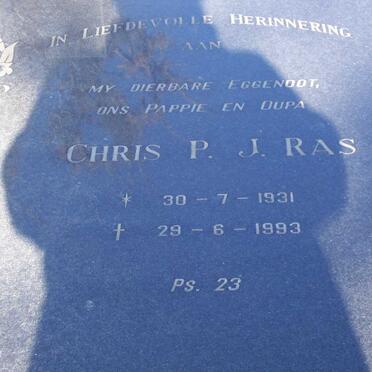 IN LIEFDEVOLLE HERINNERING
AAN
MY DIERBARE EGGENOOT,
ONS PAPPIE EN OUPA
CHRIS P. J. RAS
* 30 - 7 - 1931
† 29 - 6 - 1993
Ps. 23